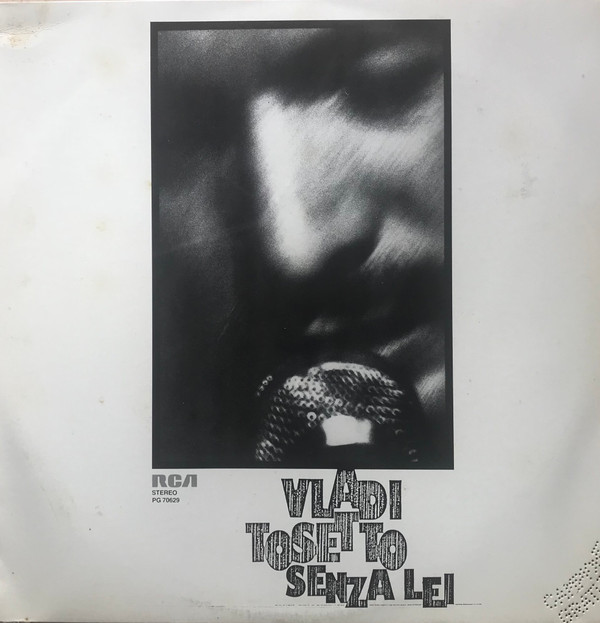 RCA
STEREO
PG 70629
VLADI
TOSETTO
SENZA LEI